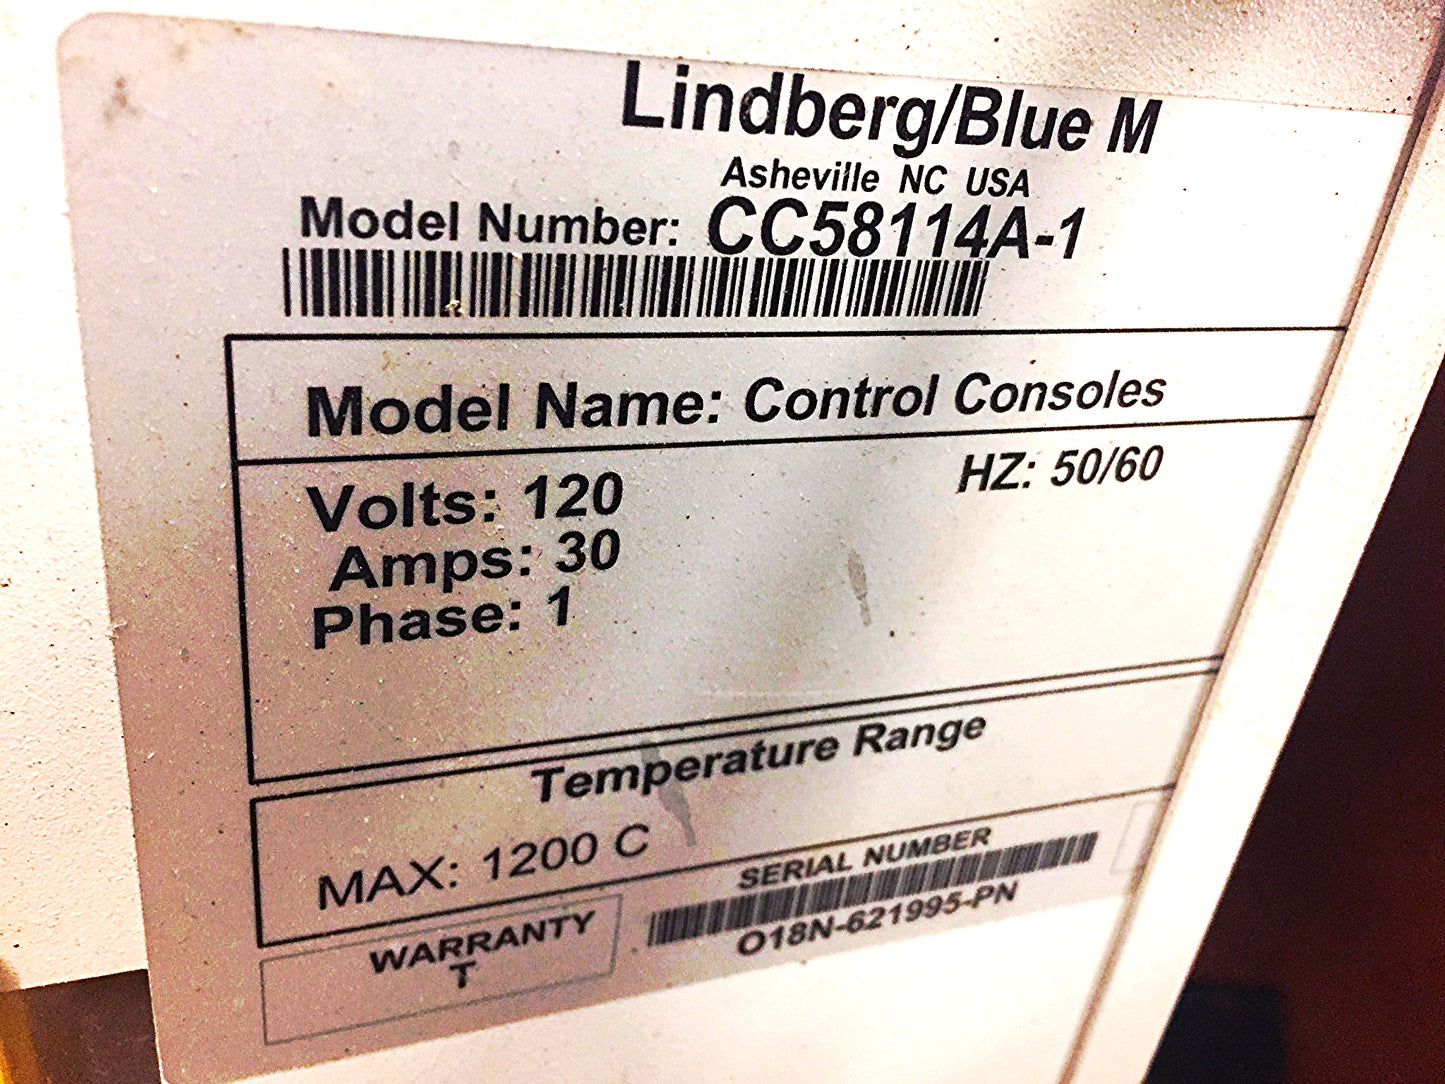 Lindberg/Blue M
Asheville NC USA
Model Number: CC58114A-1
Model Name: Control Consoles
Volts: 120 HZ: 50/60
Amps: 30
Phase: 1
Temperature Range
MAX: 1200 C
WARRANTY
T
SERIAL NUMBER
O18N-621995-PN